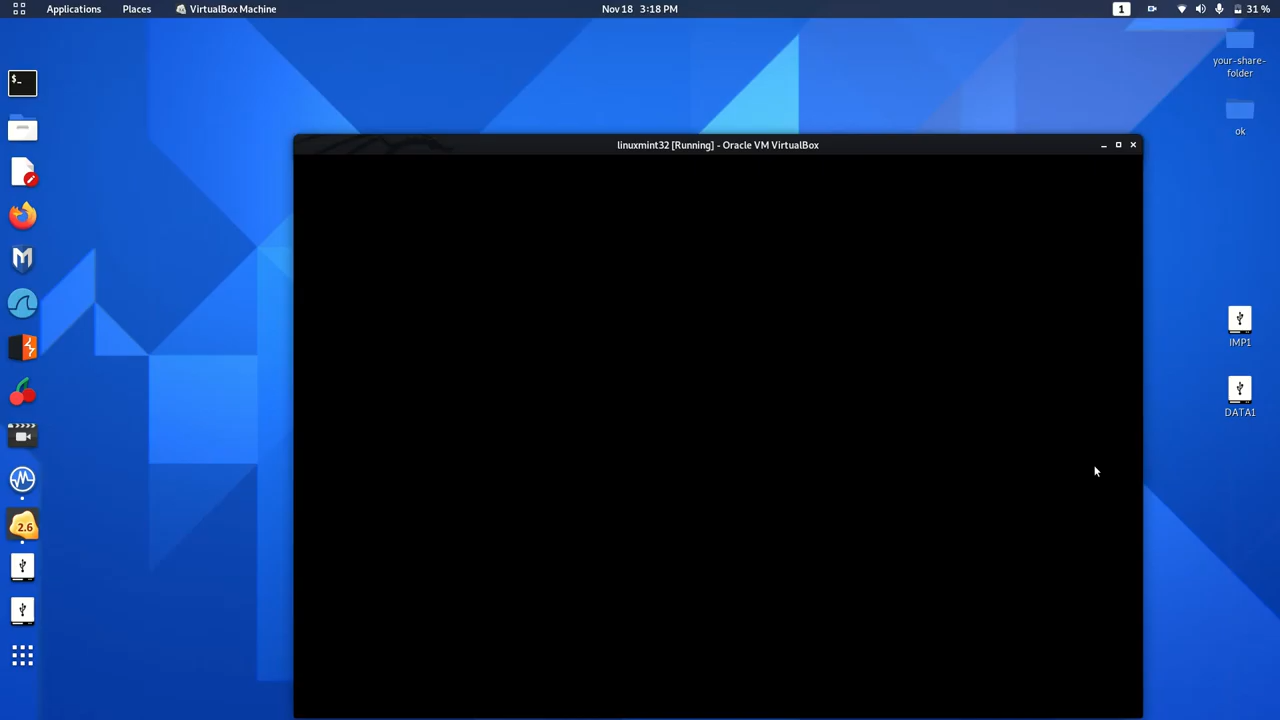 Applications Places VirtualBox Machine Nov 18 3:18 PM 1 31 %
your-share-
folder
$_
ok
linuxmint32 [Running] - Oracle VM VirtualBox
IMP1
DATA1
2.6